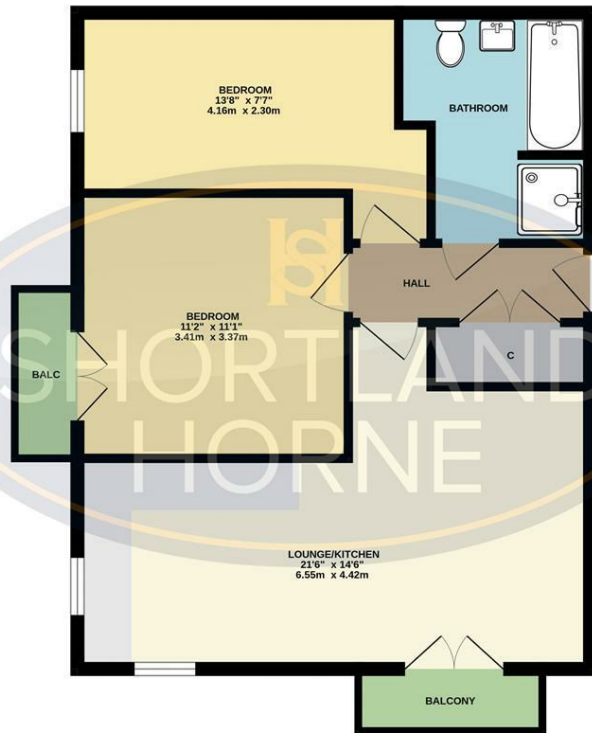 BEDROOM
13'8" x 7'7"
4.16m x 2.30m
BATHROOM
HALL
BEDROOM
11'2" x 11'1"
3.41m x 3.37m
BALC
C
SHORTLAND
HORNE
LOUNGE/KITCHEN
21'6" x 14'6"
6.55m x 4.42m
BALCONY